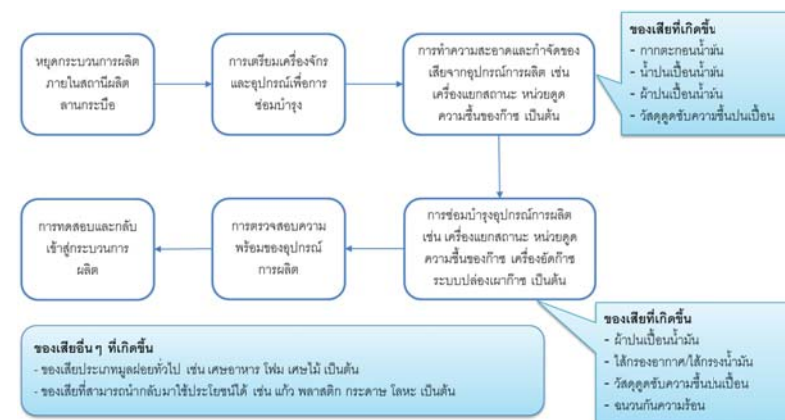 หยุดกระบวนการผลิต
ภายในสถานีผลิต
ลานกระบือ
การเตรียมเครื่องจักร
และอุปกรณ์เพื่อการ
ซ่อมบำรุง
การทำความสะอาดและกำจัดของ
เสียจากอุปกรณ์การผลิต เช่น
เครื่องแยกสถานะ หน่วยดูด
ความชื้นของก๊าซ เป็นต้น
ของเสียที่เกิดขึ้น
- กากตะกอนน้ำมัน
- น้ำปนเปื้อนน้ำมัน
- ผ้าปนเปื้อนน้ำมัน
- วัสดุดูดซับความชื้นปนเปื้อน
การซ่อมบำรุงอุปกรณ์การผลิต
เช่น เครื่องแยกสถานะ หน่วยดูด
ความชื้นของก๊าซ เครื่องอัดก๊าซ
ระบบปล่องเผาก๊าซ เป็นต้น
การตรวจสอบความ
พร้อมของอุปกรณ์
การผลิต
การทดสอบและกลับ
เข้าสู่กระบวนการ
ผลิต
ของเสียที่เกิดขึ้น
- ผ้าปนเปื้อนน้ำมัน
- ไส้กรองอากาศ/ไส้กรองน้ำมัน
- วัสดุดูดซับความชื้นปนเปื้อน
- ฉนวนกันความร้อน
ของเสียอื่นๆ ที่เกิดขึ้น
- ของเสียประเภทมูลฝอยทั่วไป เช่น เศษอาหาร โฟม เศษไม้ เป็นต้น
- ของเสียที่สามารถนำกลับมาใช้ประโยชน์ได้ เช่น แก้ว พลาสติก กระดาษ โลหะ เป็นต้น